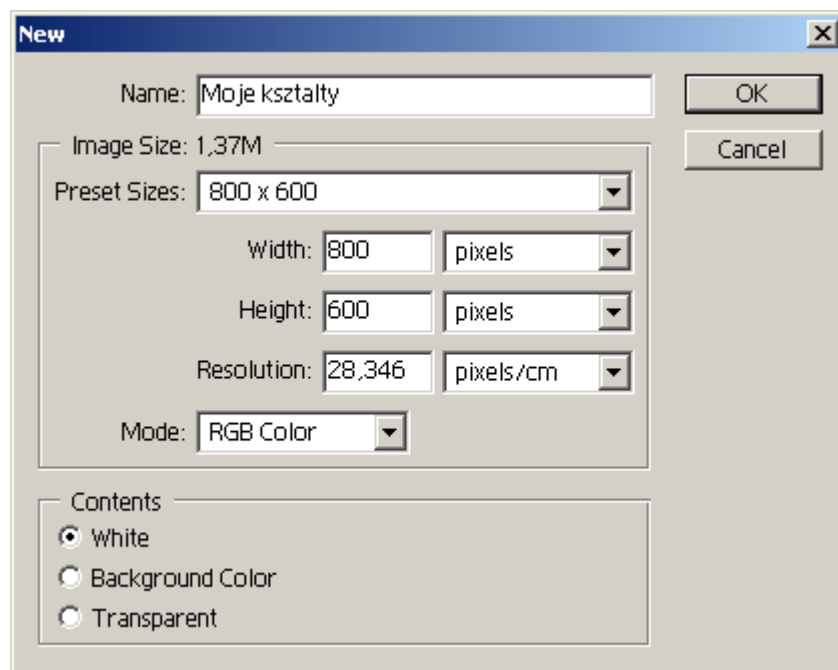 New
Name: Moje ksztalty
OK
Image Size: 1,37M
Cancel
Preset Sizes: 800 x 600
Width: 800 pixels
Height: 600 pixels
Resolution: 28,346 pixels/cm
Mode: RGB Color
Contents
White
Background Color
Transparent